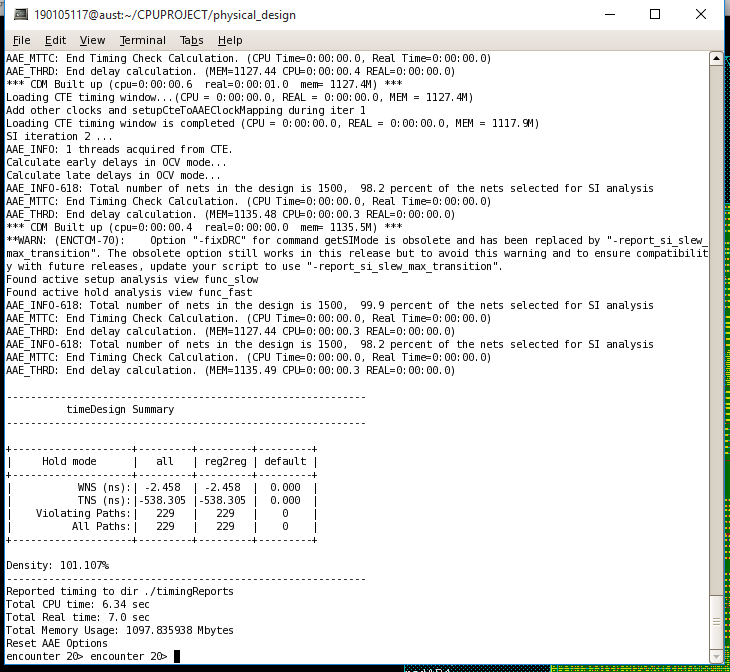 190105117@aust:~/CPUPROJECT/physical_design
File Edit View Terminal Tabs Help
AAE_MTTC: End Timing Check Calculation. (CPU Time=0:00:00.0, Real Time=0:00:00.0)
AAE_THRD: End delay calculation. (MEM=1127.44 CPU=0:00:00.4 REAL=0:00:00.0)
*** CDM Built up (cpu=0:00:00.6  real=0:00:01.0  mem= 1127.4M) ***
Loading CTE timing window...(CPU = 0:00:00.0, REAL = 0:00:00.0, MEM = 1127.4M)
Add other clocks and setupCteToAAEClockMapping during iter 1
Loading CTE timing window is completed (CPU = 0:00:00.0, REAL = 0:00:00.0, MEM = 1117.9M)
SI iteration 2 ...
AAE_INFO: 1 threads acquired from CTE.
Calculate early delays in OCV mode...
Calculate late delays in OCV mode...
AAE_INFO-618: Total number of nets in the design is 1500,  98.2 percent of the nets selected for SI analysis
AAE_MTTC: End Timing Check Calculation. (CPU Time=0:00:00.0, Real Time=0:00:00.0)
AAE_THRD: End delay calculation. (MEM=1135.48 CPU=0:00:00.3 REAL=0:00:00.0)
*** CDM Built up (cpu=0:00:00.4  real=0:00:00.0  mem= 1135.5M) ***
**WARN: (ENCTCM-70):    Option "-fixDRC" for command getSIMode is obsolete and has been replaced by "-report_si_slew_
max_transition". The obsolete option still works in this release but to avoid this warning and to ensure compatibilit
y with future releases, update your script to use "-report_si_slew_max_transition".
Found active setup analysis view func_slow
Found active hold analysis view func_fast
AAE_INFO-618: Total number of nets in the design is 1500,  99.9 percent of the nets selected for SI analysis
AAE_MTTC: End Timing Check Calculation. (CPU Time=0:00:00.0, Real Time=0:00:00.0)
AAE_THRD: End delay calculation. (MEM=1127.44 CPU=0:00:00.3 REAL=0:00:00.0)
AAE_INFO-618: Total number of nets in the design is 1500,  98.2 percent of the nets selected for SI analysis
AAE_MTTC: End Timing Check Calculation. (CPU Time=0:00:00.0, Real Time=0:00:00.0)
AAE_THRD: End delay calculation. (MEM=1135.49 CPU=0:00:00.3 REAL=0:00:00.0)
------------------------------------------------------------
          timeDesign Summary
------------------------------------------------------------
+--------------------+---------+---------+---------+
|     Hold mode      |   all   | reg2reg | default |
+--------------------+---------+---------+---------+
|           WNS (ns):| -2.458  | -2.458  |  0.000  |
|           TNS (ns):|-538.305 |-538.305 |  0.000  |
|    Violating Paths:|   229   |   229   |    0    |
|          All Paths:|   229   |   229   |    0    |
+--------------------+---------+---------+---------+
Density: 101.107%
------------------------------------------------------------
Reported timing to dir ./timingReports
Total CPU time: 6.34 sec
Total Real time: 7.0 sec
Total Memory Usage: 1097.835938 Mbytes
Reset AAE Options
encounter 20> encounter 20>